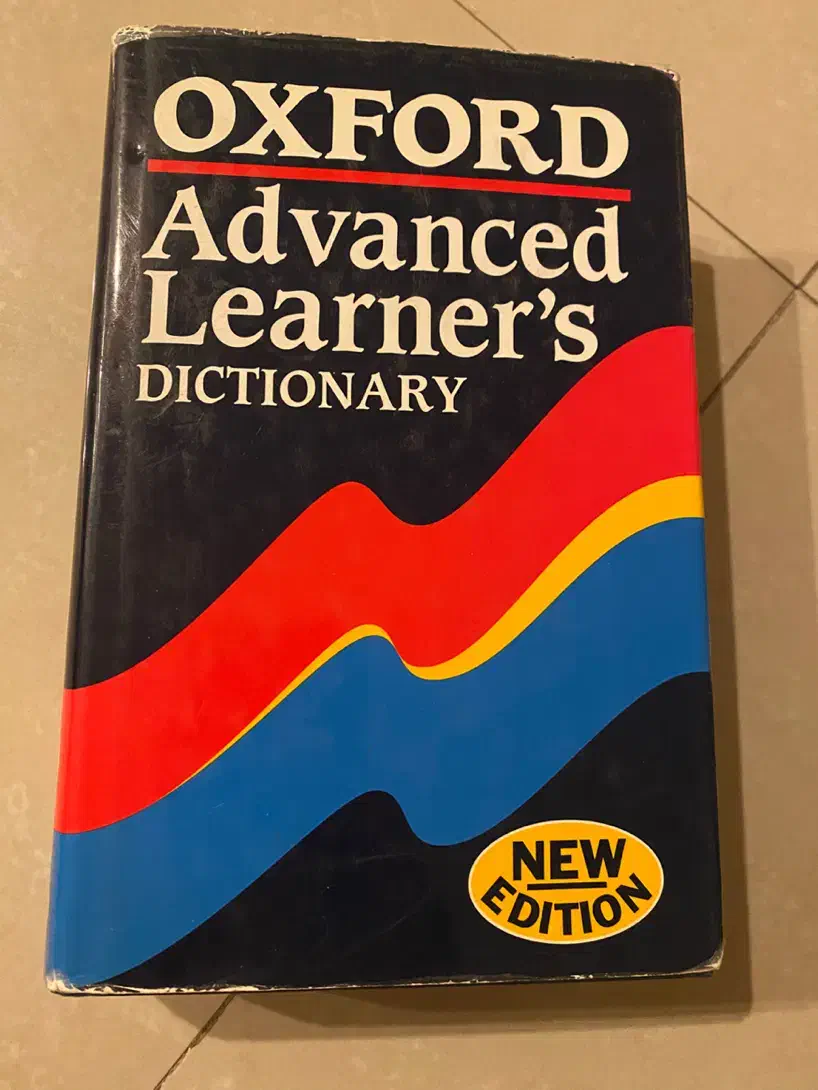 OXFORD
Advanced
Learner's
DICTIONARY
NEW
EDITION